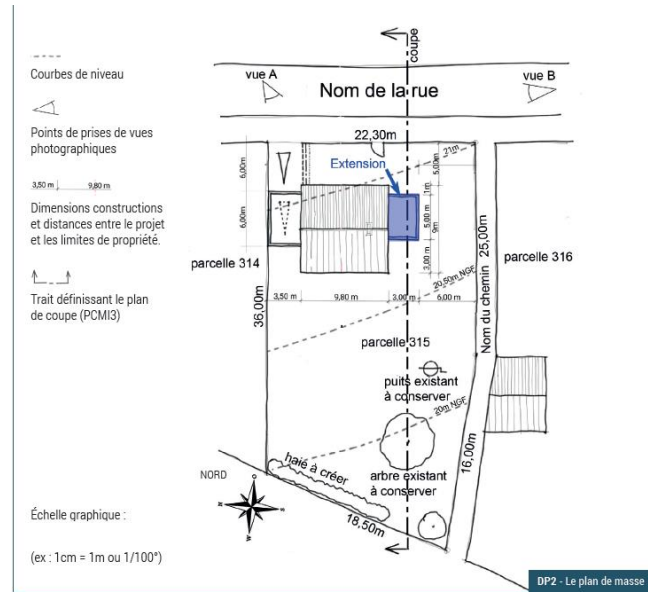 Courbes de niveau
Points de prises de vues
photographiques
3,50 m 9,80 m
Dimensions constructions
et distances entre le projet
et les limites de propriété.
Trait définissant le plan
de coupe (PCMI3)
Échelle graphique :
(ex : 1cm = 1m ou 1/100°)
coupe
vue A
Nom de la rue
vue B
22,30m
Extension
21m
6,00m
6,00m
5,00m
1m
5,00 m
9m
3,00 m
parcelle 314
parcelle 316
Nom du chemin 25,00m
36,00m
3,50 m 9,80 m 3,00 m 6,00 m
20,50m NGF
parcelle 315
puits existant
à conserver
20m NGF
16,00m
haie à créer
arbre existant
à conserver
NORD
18,50m
DP2 - Le plan de masse